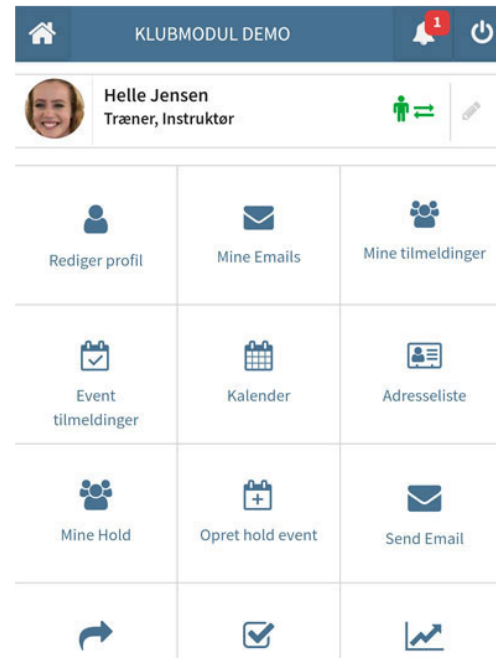 KLUBMODUL DEMO
1
Helle Jensen
Træner, Instruktør
Rediger profil
Mine Emails
Mine tilmeldinger
Event
tilmeldinger
Kalender
Adresseliste
Mine Hold
Opret hold event
Send Email